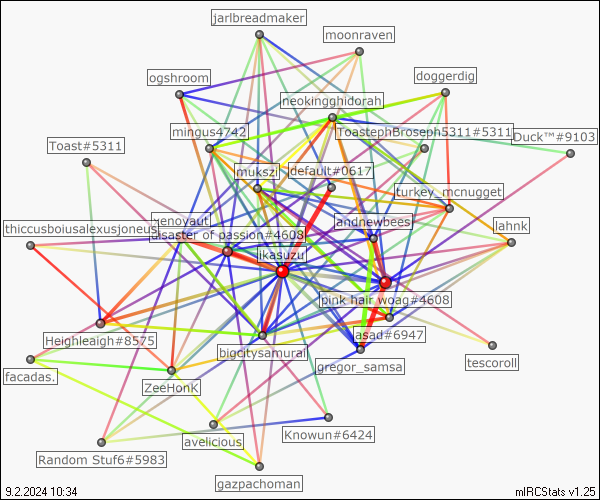 jarlbreadmaker
moonraven
ogshroom
doggerdig
neokingghidorah
mingus4742
ToastephBroseph5311#5311
Duck™#9103
Toast#5311
mukszi
default#0617
turkey_mcnugget
xenoyaut
andnewbees
thiccusboiusalexusjoneus
disaster of passion#4608
lahnk
likasuzu
pink hair woag#4608
Heighleaigh#8575
asad#6947
bigcitysamurai
tescoroll
gregor_samsa
facadas.
ZeeHonk
avelicious
Knowun#6424
Random Stuf6#5983
gazpachoman
9.2.2024 10:34
mIRCStats v1.25